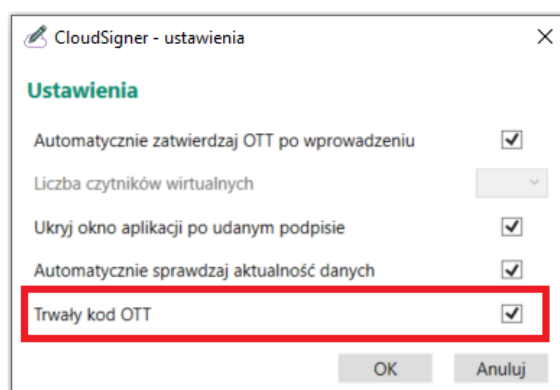 CloudSigner - ustawienia
Ustawienia
Automatycznie zatwierdzaj OTT po wprowadzeniu
Liczba czytników wirtualnych
Ukryj okno aplikacji po udanym podpisie
Automatycznie sprawdzaj aktualność danych
Trwały kod OTT
OK Anuluj